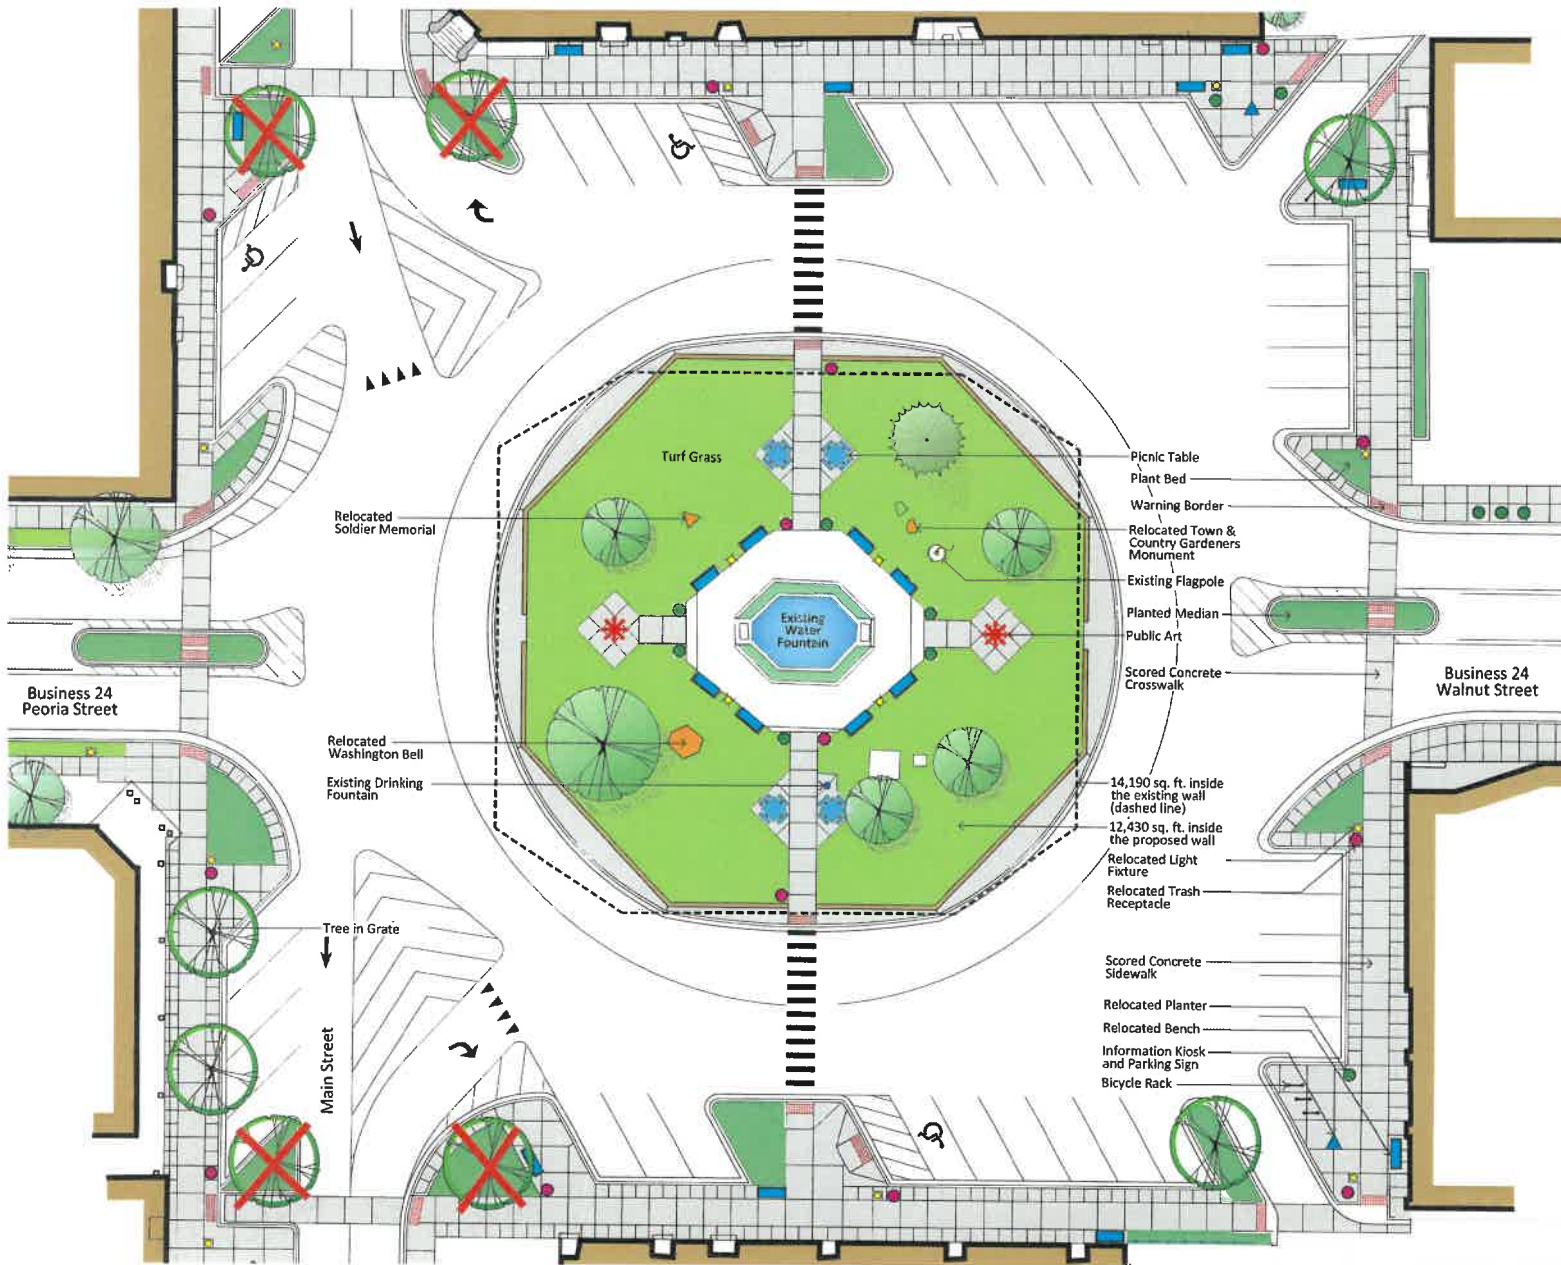 Turf Grass
Relocated
Soldier Memorial
Existing
Water
Fountain
Picnic Table
Plant Bed
Warning Border
Relocated Town &
Country Gardeners
Monument
Existing Flagpole
Planted Median
Public Art
Scored Concrete
Crosswalk
Business 24
Peoria Street
Business 24
Walnut Street
Relocated
Washington Bell
Existing Drinking
Fountain
14,190 sq. ft. inside
the existing wall
(dashed line)
12,430 sq. ft. inside
the proposed wall
Relocated Light
Fixture
Relocated Trash
Receptacle
Tree in Grate
Scored Concrete
Sidewalk
Relocated Planter
Relocated Bench
Information Kiosk
and Parking Sign
Bicycle Rack
Main Street